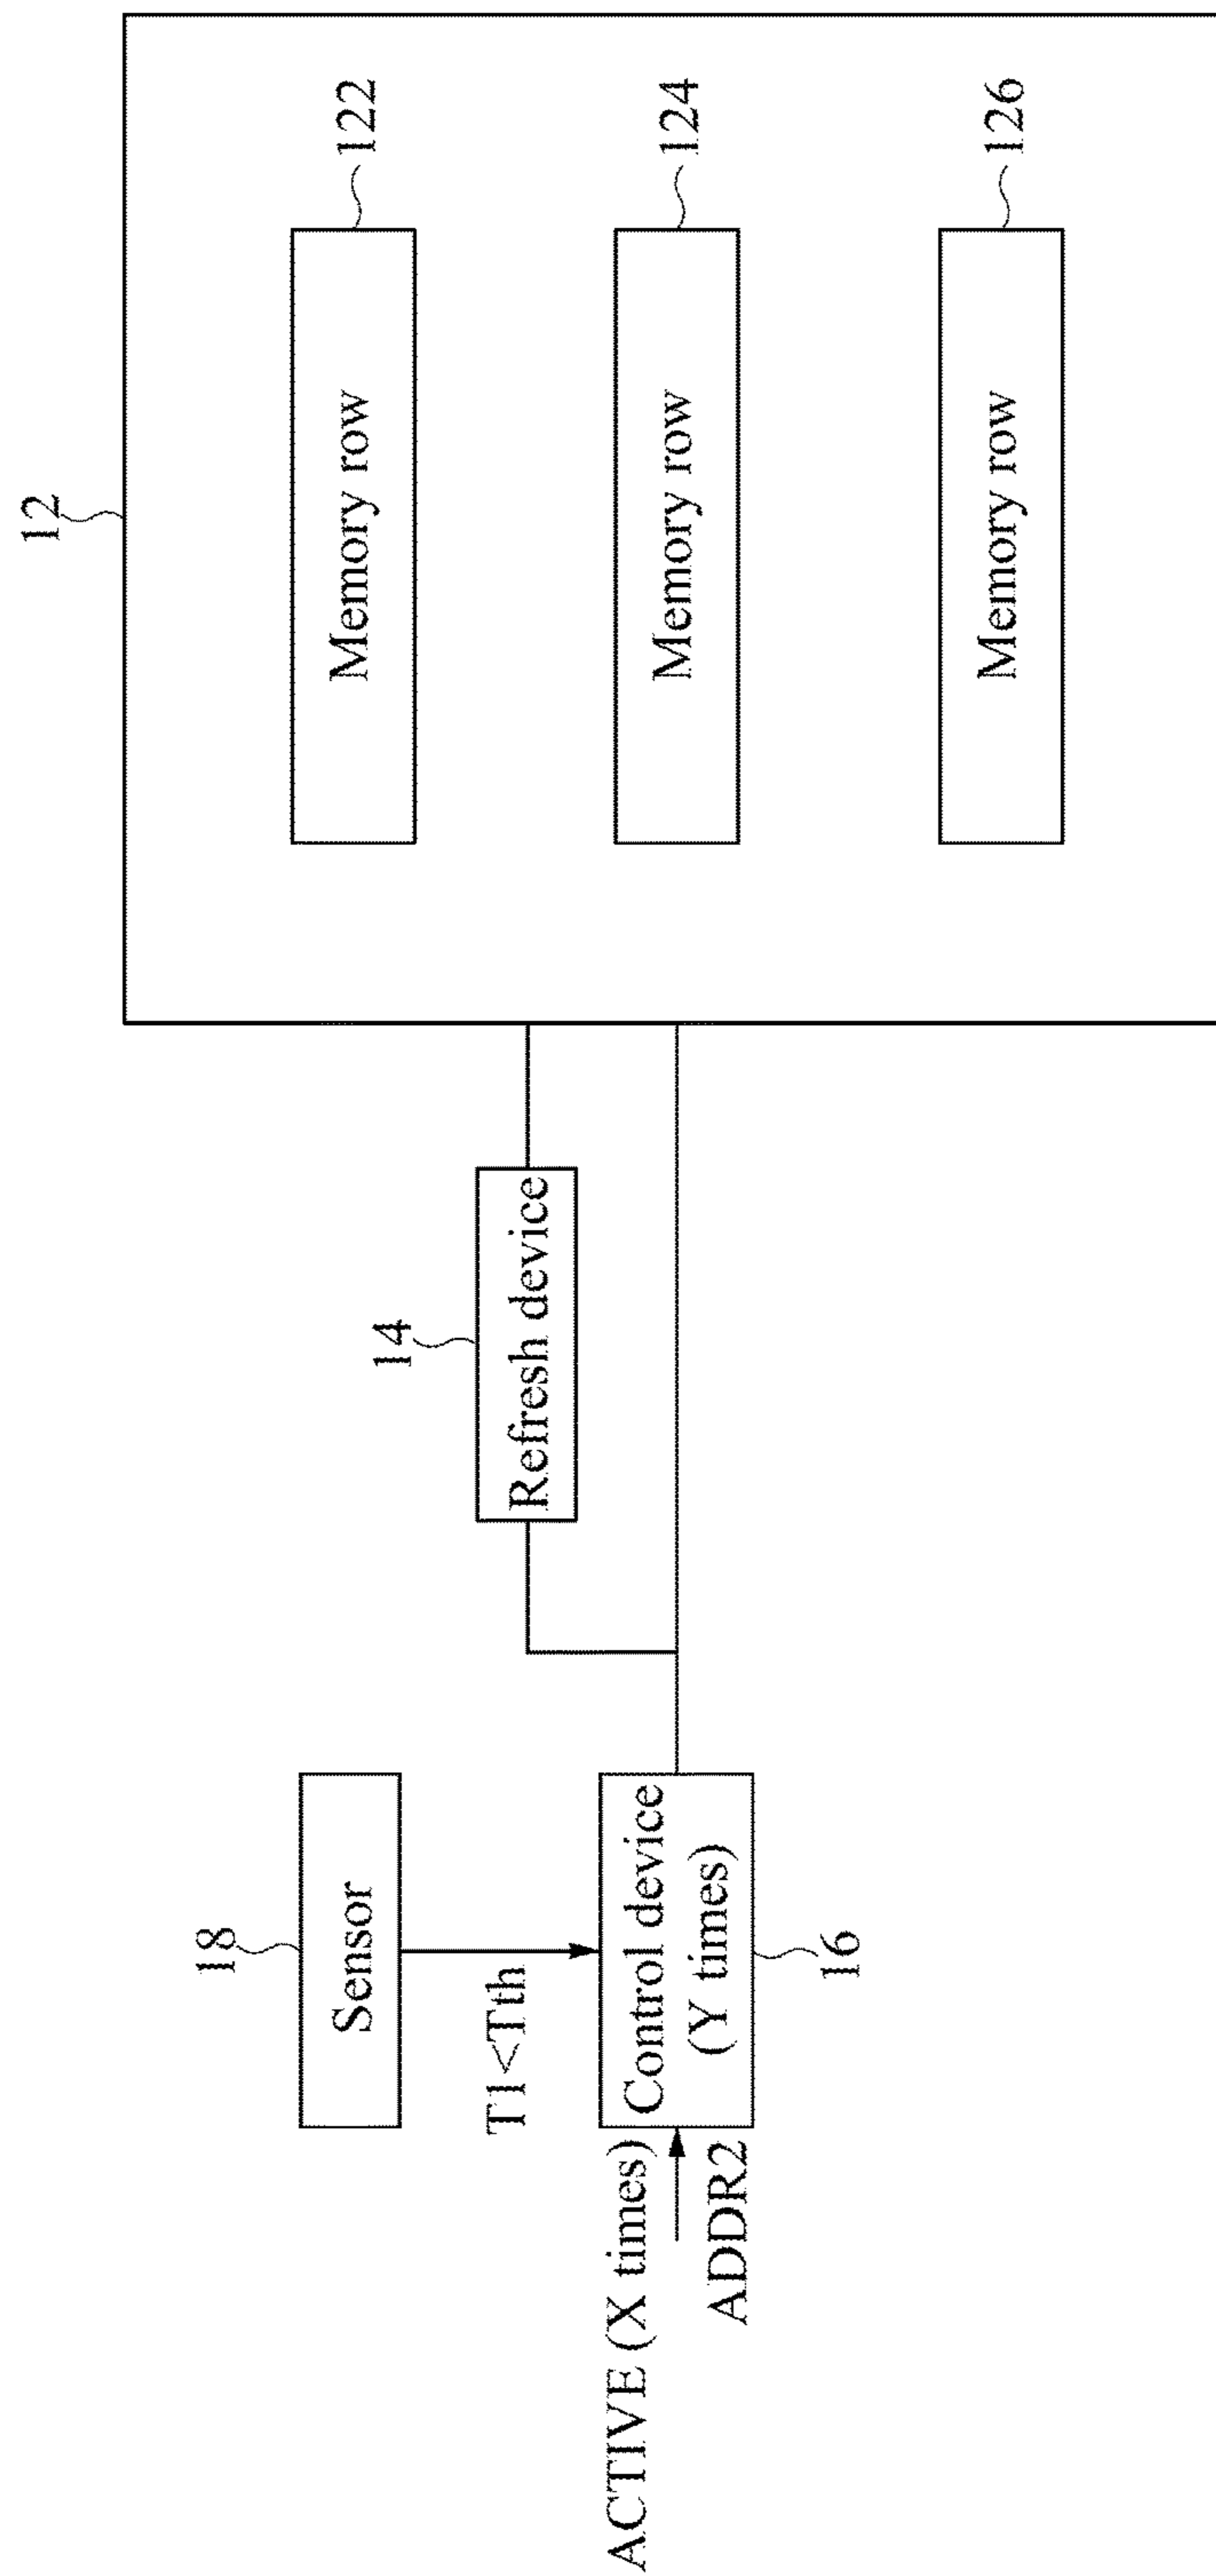 12
Memory row
122
Memory row
124
Memory row
126
14
Refresh device
18
Sensor
T1<Tth
Control device
(Y times)
16
ACTIVE (X times)
ADDR2